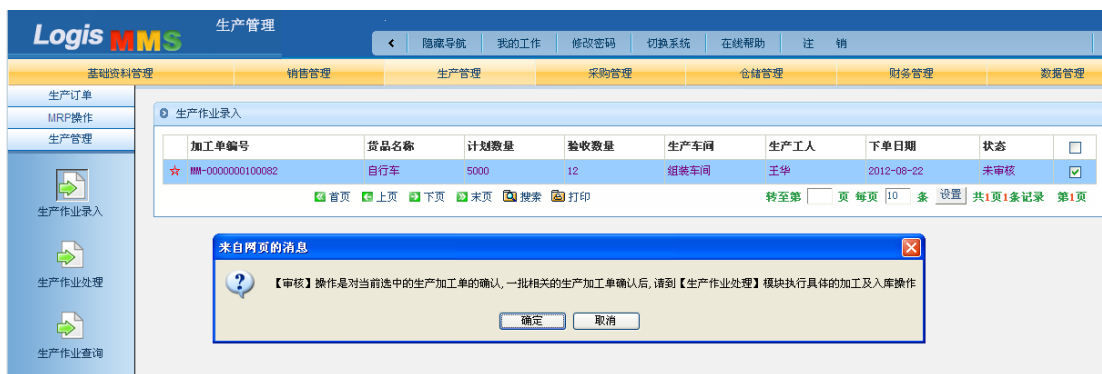 Logis MMS 生产管理
隐藏导航 我的工作 修改密码 切换系统 在线帮助 注 销
基础资料管理 销售管理 生产管理 采购管理 仓储管理 财务管理 数据管理
生产订单
MRP操作
生产管理
生产作业录入
生产作业处理
生产作业查询
生产作业录入
加工单编号 货品名称 计划数量 验收数量 生产车间 生产工人 下单日期 状态
MM-0000000100082 自行车 5000 12 组装车间 王华 2012-08-22 未审核
首页 上页 下页 末页 搜索 打印 转至第 页 每页 10 条 设置 共1页1条记录 第1页
来自网页的消息
【审核】操作是对当前选中的生产加工单的确认,一批相关的生产加工单确认后,请到【生产作业处理】模块执行具体的加工及入库操作
确定 取消